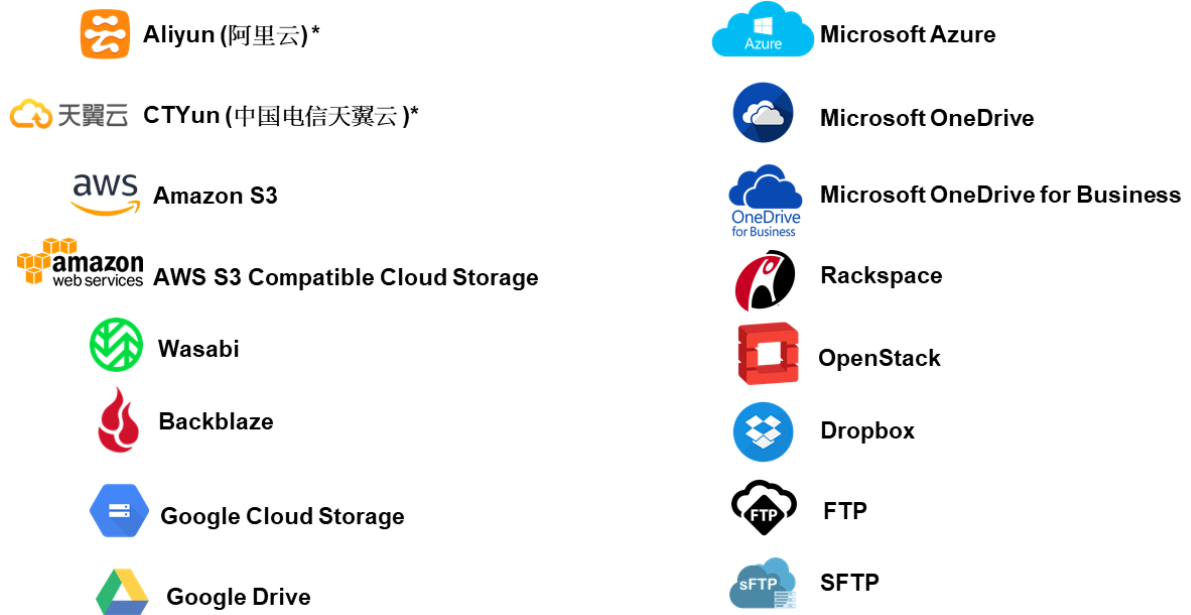 Aliyun (阿里云) *
天翼云 CTYun (中国电信天翼云 )*
aws Amazon S3
amazon
web services AWS S3 Compatible Cloud Storage
Wasabi
Backblaze
Google Cloud Storage
Google Drive
Azure Microsoft Azure
Microsoft OneDrive
Microsoft OneDrive for Business
OneDrive
for Business
Rackspace
OpenStack
Dropbox
FTP FTP
sFTP SFTP